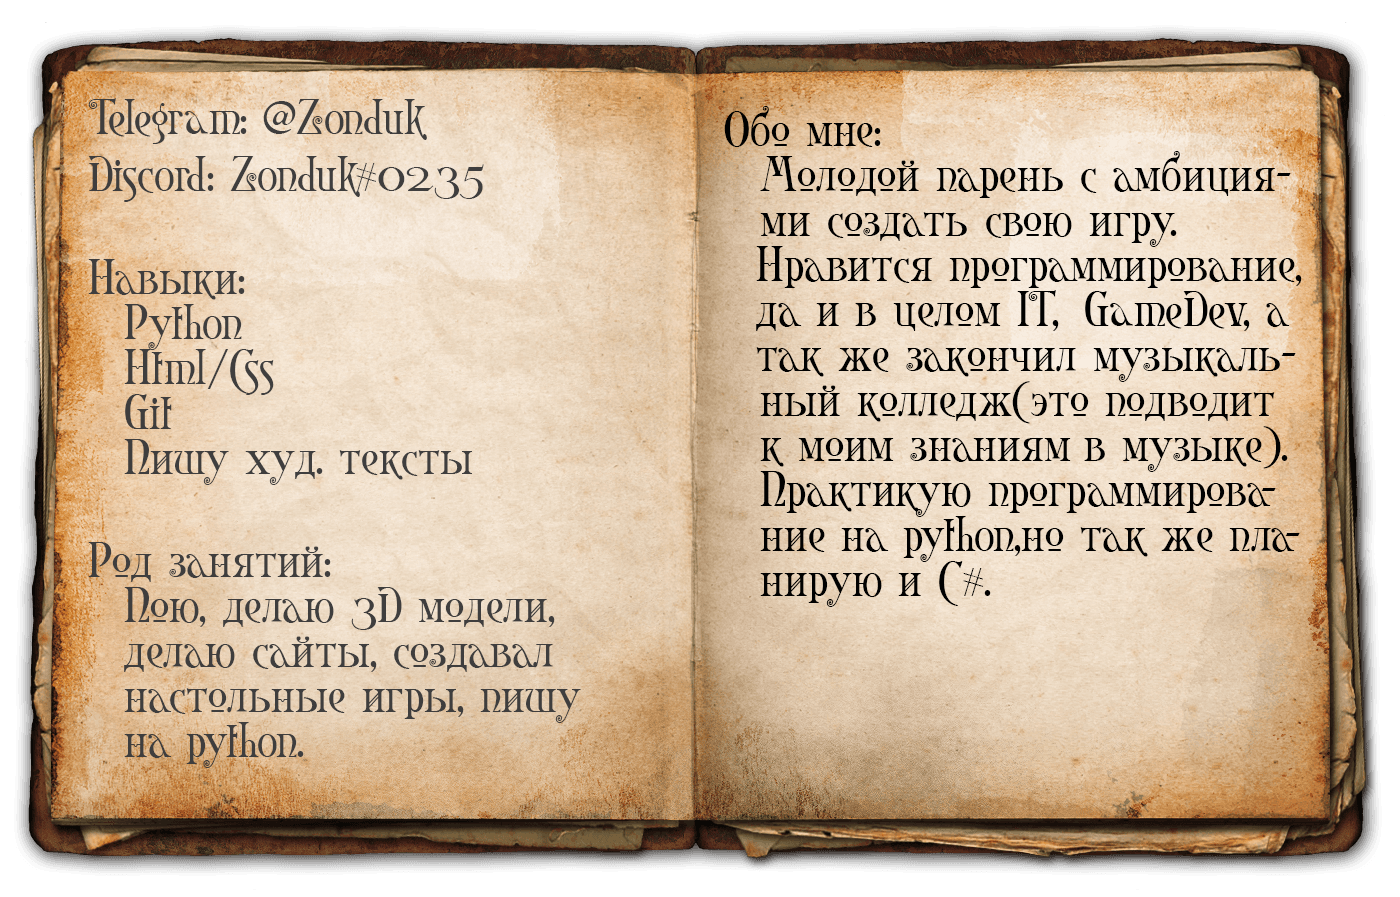 Telegram: @Zonduk
Discord: Zonduk#0235
Навыки:
Python
Html/Css
Git
Пишу худ. тексты
Род занятий:
Пою, делаю 3D модели,
делаю сайты, создавал
настольные игры, пишу
на python.
Обо мне:
Молодой парень с амбиция-
ми создать свою игру.
Нравится программирование,
да и в целом IT, GameDev, а
так же закончил музыкаль-
ный колледж(это подводит
к моим знаниям в музыке).
Практикую программирова-
ние на python,но так же пла-
нирую и C#.